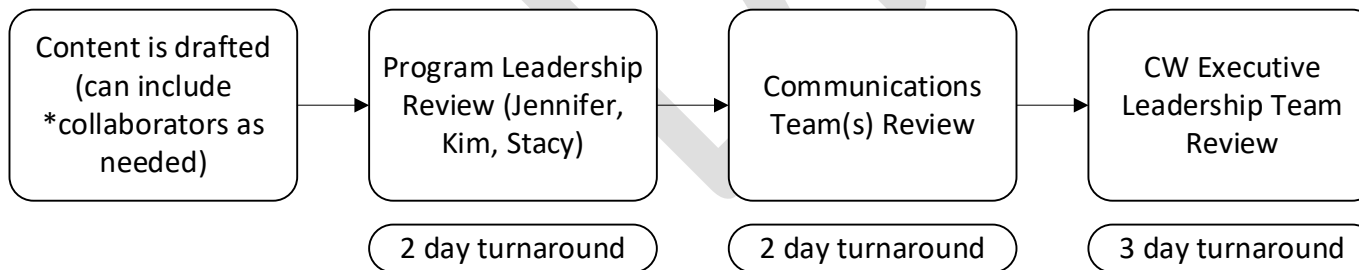 Content is drafted
(can include
*collaborators as
needed)
Program Leadership
Review (Jennifer,
Kim, Stacy)
Communications
Team(s) Review
CW Executive
Leadership Team
Review
2 day turnaround
2 day turnaround
3 day turnaround